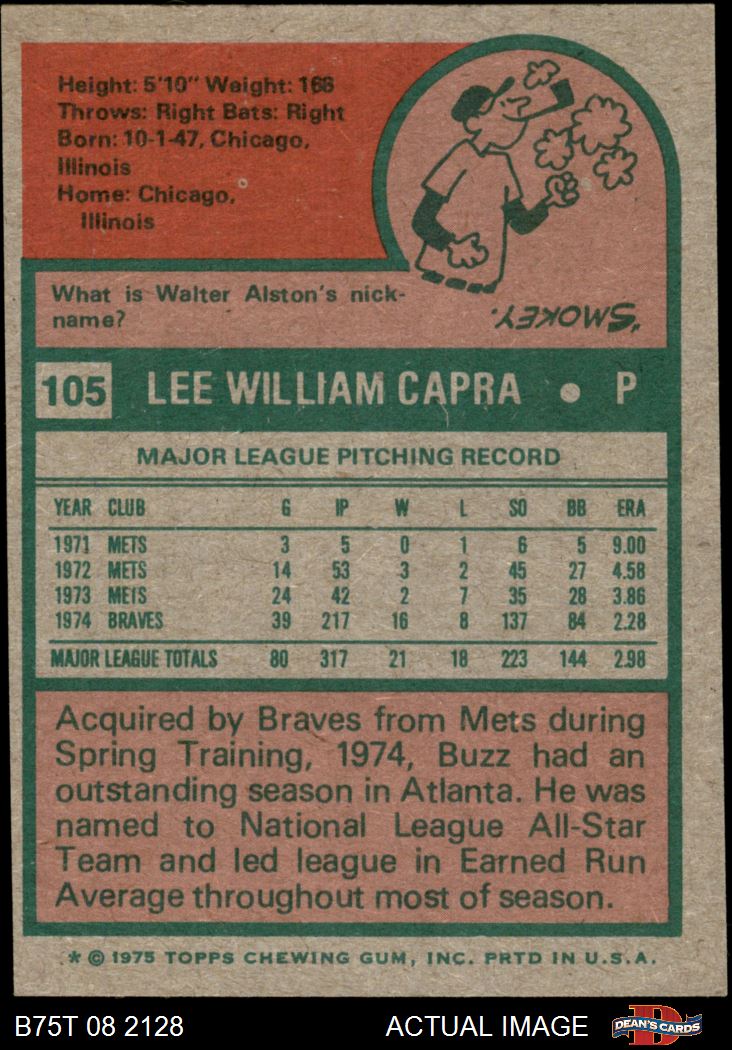 Height: 5'10" Weight: 168
Throws: Right Bats: Right
Born: 10-1-47, Chicago,
Illinois
Home: Chicago,
Illinois
What is Walter Alston's nick-
name?
"SMOKEY."
105 LEE WILLIAM CAPRA • P
MAJOR LEAGUE PITCHING RECORD
YEAR CLUB G IP W L SO BB ERA
1971 METS 3 5 0 1 6 5 9.00
1972 METS 14 53 3 2 45 27 4.58
1973 METS 24 42 2 7 35 28 3.86
1974 BRAVES 39 217 16 8 137 84 2.28
MAJOR LEAGUE TOTALS 80 317 21 18 223 144 2.98
Acquired by Braves from Mets during
Spring Training, 1974, Buzz had an
outstanding season in Atlanta. He was
named to National League All-Star
Team and led league in Earned Run
Average throughout most of season.
* © 1975 TOPPS CHEWING GUM, INC. PRTD IN U.S.A.
B75T 08 2128 ACTUAL IMAGE D DEAN'S CARDS